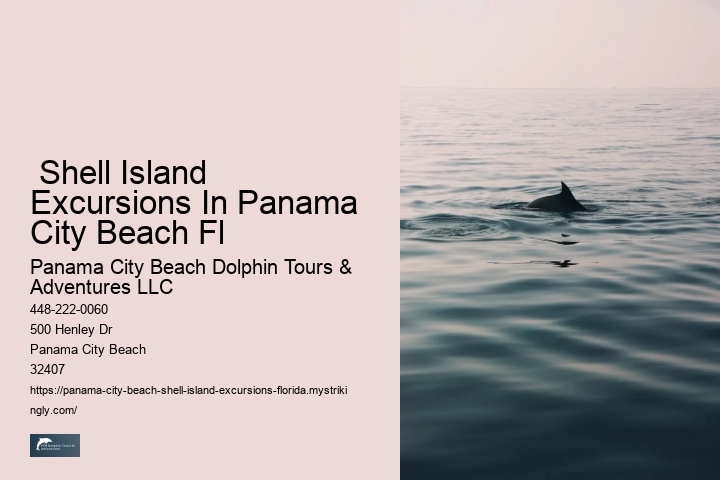 Shell Island
Excursions In Panama
City Beach Fl
Panama City Beach Dolphin Tours &
Adventures LLC
448-222-0060
500 Henley Dr
Panama City Beach
32407
https://panama-city-beach-shell-island-excursions-florida.mystriki
ngly.com/